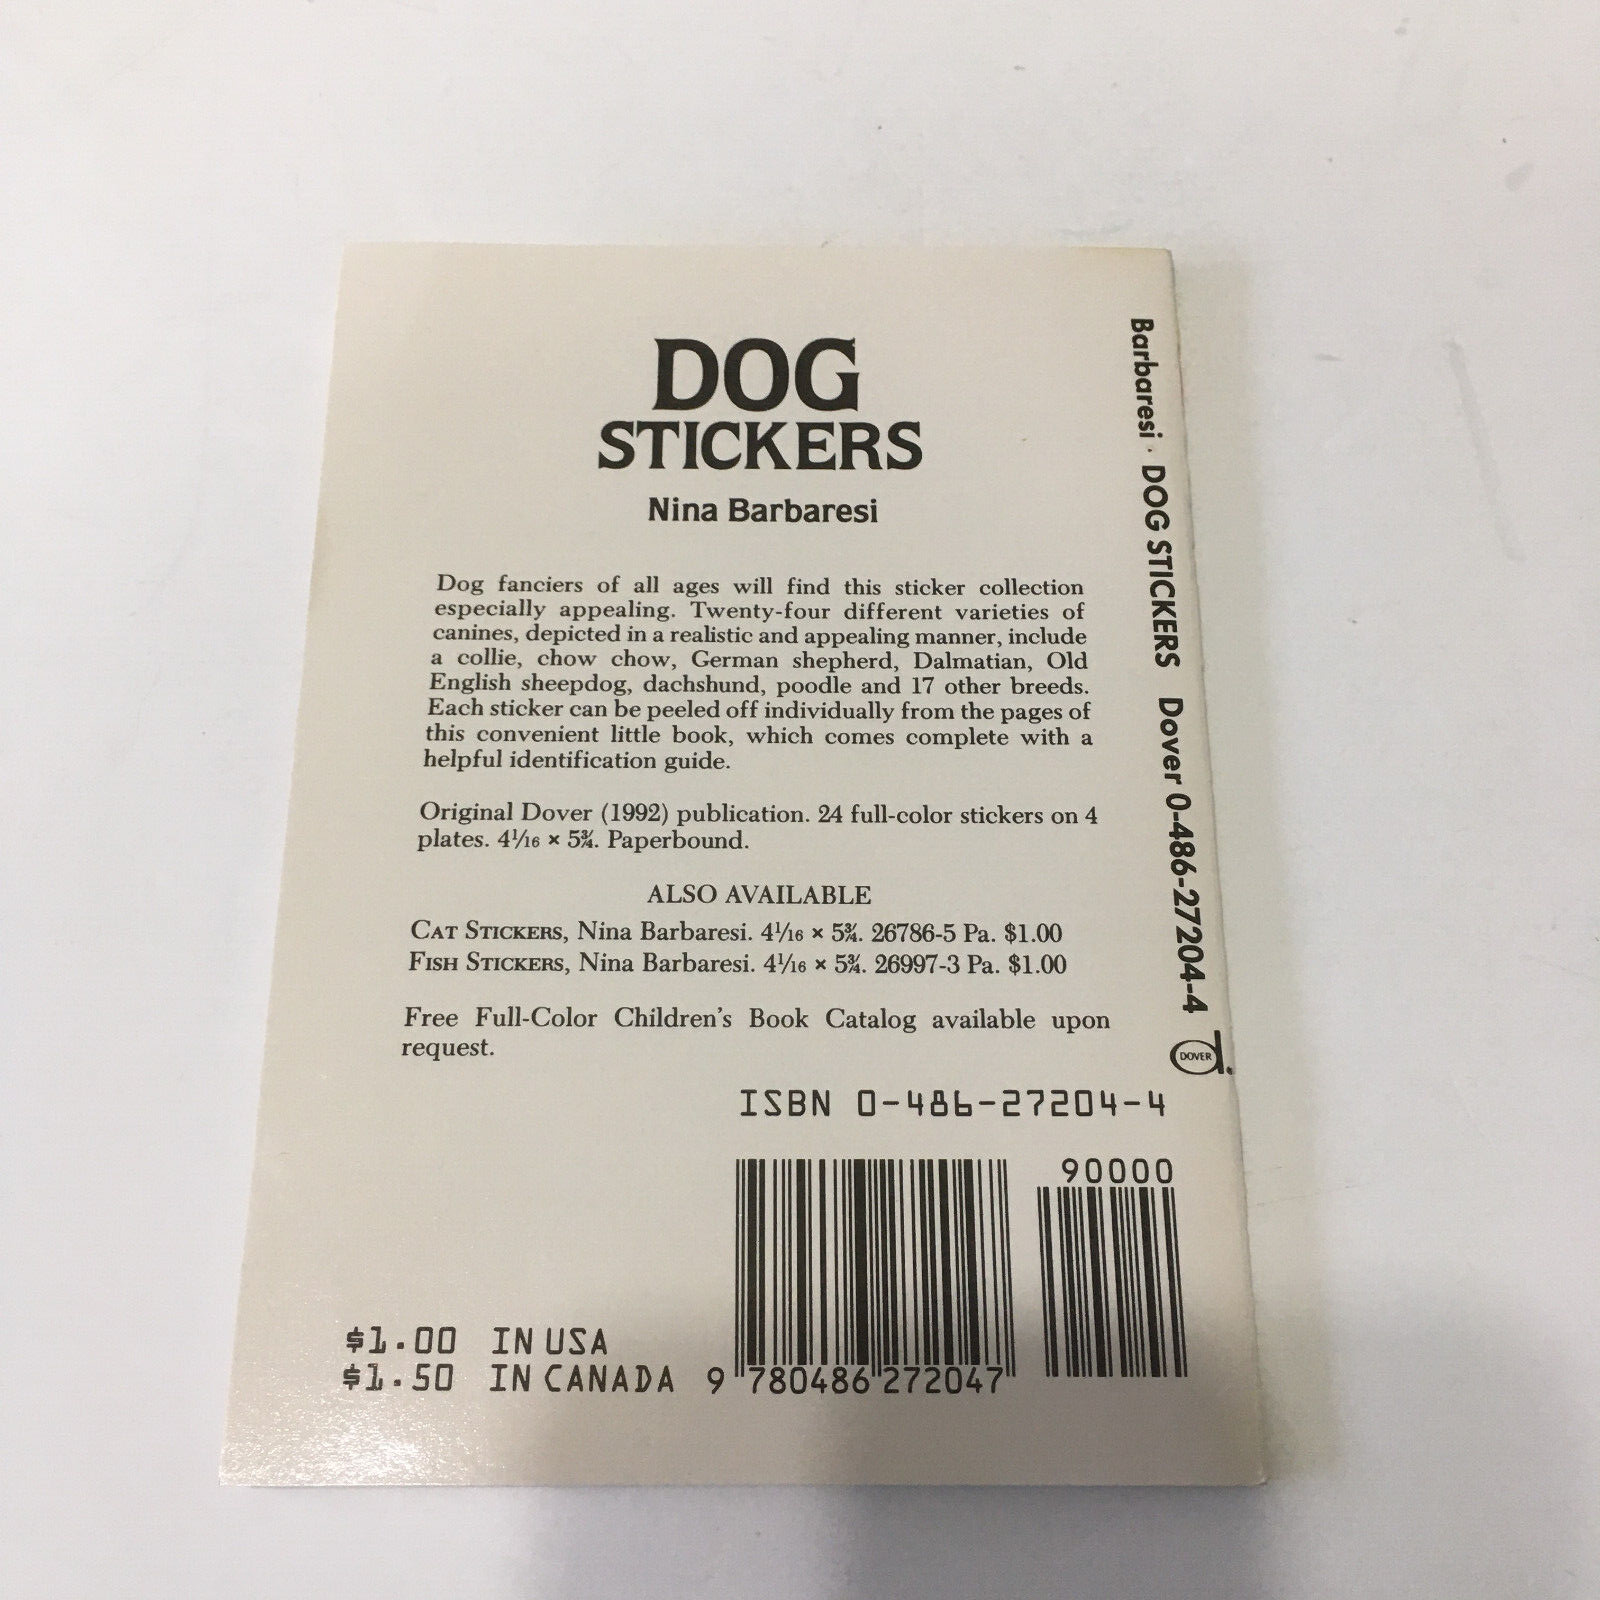 DOG
STICKERS
Nina Barbaresi
Dog fanciers of all ages will find this sticker collection
especially appealing. Twenty-four different varieties of
canines, depicted in a realistic and appealing manner, include
a collie, chow chow, German shepherd, Dalmatian, Old
English sheepdog, dachshund, poodle and 17 other breeds.
Each sticker can be peeled off individually from the pages of
this convenient little book, which comes complete with a
helpful identification guide.
Original Dover (1992) publication. 24 full-color stickers on 4
plates. 4 1/16 × 5¾. Paperbound.
ALSO AVAILABLE
CAT STICKERS, Nina Barbaresi. 4 1/16 × 5¾. 26786-5 Pa. $1.00
FISH STICKERS, Nina Barbaresi. 4 1/16 × 5¾. 26997-3 Pa. $1.00
Free Full-Color Children's Book Catalog available upon
request.
ISBN 0-486-27204-4
90000
$1.00 IN USA
$1.50 IN CANADA
9 780486 272047
Barbaresi · DOG STICKERS Dover 0-486-27204-4
DOVER